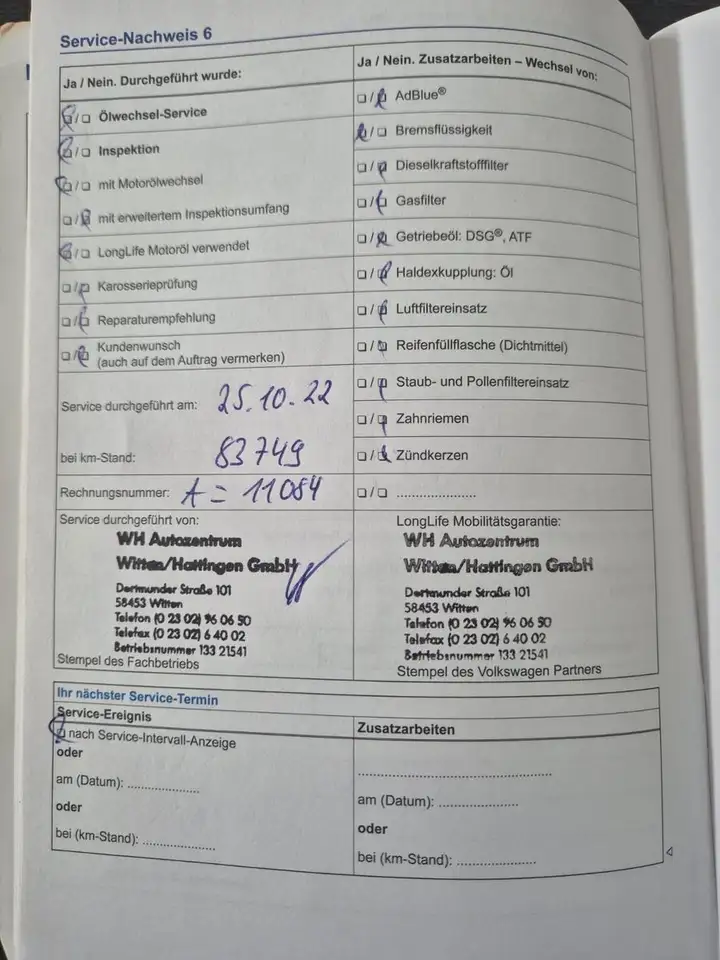 Service-Nachweis 6
Ja / Nein. Durchgeführt wurde:
☒/☐ Ölwechsel-Service
☒/☐ Inspektion
☒/☐ mit Motorölwechsel
☐/☒ mit erweitertem Inspektionsumfang
☒/☐ LongLife Motoröl verwendet
☐/☒ Karosserieprüfung
☐/☒ Reparaturempfehlung
☐/☒ Kundenwunsch
(auch auf dem Auftrag vermerken)
Service durchgeführt am: 25.10.22
bei km-Stand: 83749
Rechnungsnummer: A = 11084
Ja / Nein. Zusatzarbeiten – Wechsel von:
☐/☒ AdBlue®
☒/☐ Bremsflüssigkeit
☐/☒ Dieselkraftstofffilter
☐/☒ Gasfilter
☐/☒ Getriebeöl: DSG®, ATF
☐/☒ Haldexkupplung: Öl
☐/☒ Luftfiltereinsatz
☐/☒ Reifenfüllflasche (Dichtmittel)
☐/☒ Staub- und Pollenfiltereinsatz
☐/☒ Zahnriemen
☐/☒ Zündkerzen
☐/☐ ......................
Service durchgeführt von:
WH Autozentrum
Witten/Hattingen GmbH
Dortmunder Straße 101
58453 Witten
Telefon (0 23 02) 96 06 50
Telefax (0 23 02) 6 40 02
Betriebsnummer 133 21541
Stempel des Fachbetriebs
LongLife Mobilitätsgarantie:
WH Autozentrum
Witten/Hattingen GmbH
Dortmunder Straße 101
58453 Witten
Telefon (0 23 02) 96 06 50
Telefax (0 23 02) 6 40 02
Betriebsnummer 133 21541
Stempel des Volkswagen Partners
Ihr nächster Service-Termin
Service-Ereignis
☒ nach Service-Intervall-Anzeige
oder
am (Datum): ....................
oder
bei (km-Stand): ....................
Zusatzarbeiten
......................................................
am (Datum): ......................
oder
bei (km-Stand): ......................